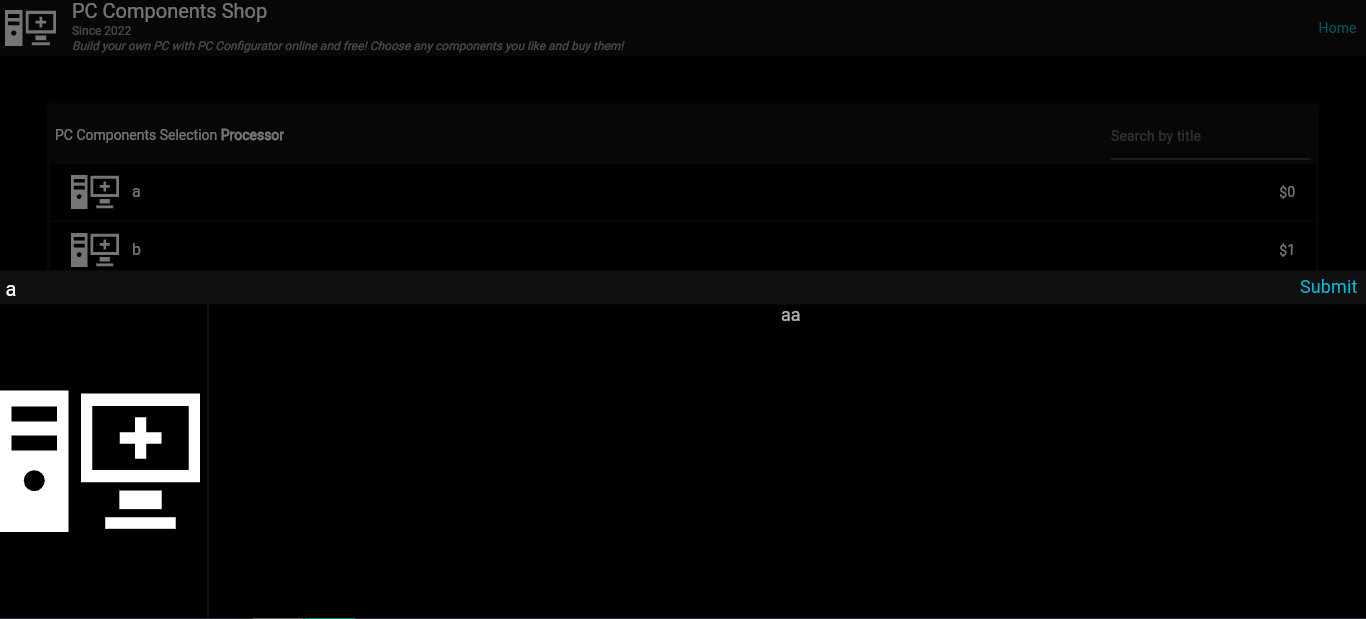 PC Components Shop
Since 2022
Build your own PC with PC Configurator online and free! Choose any components you like and buy them!
Home
PC Components Selection Processor
Search by title
a
$0
b
$1
a
Submit
aa